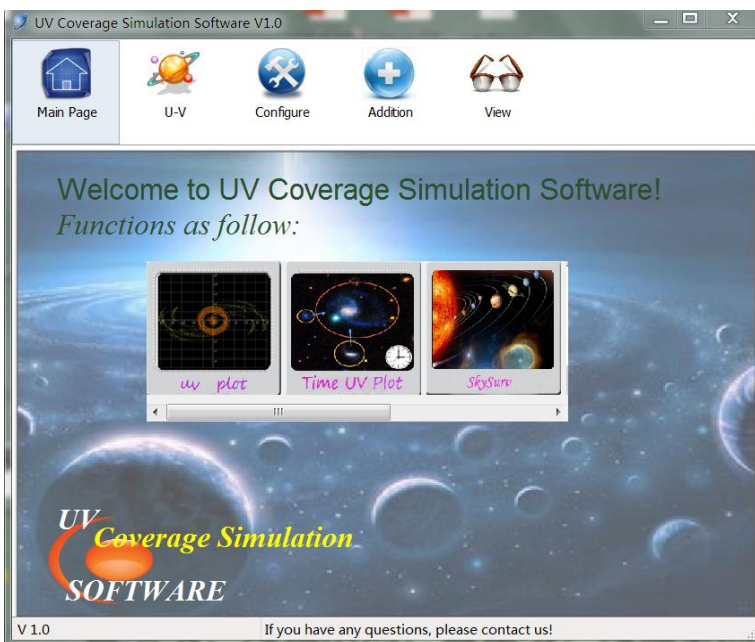 UV Coverage Simulation Software V1.0
Main Page
U-V
Configure
Addition
View
Welcome to UV Coverage Simulation Software!
Functions as follow:
uv plot
Time UV Plot
SkySurv
UV
Coverage Simulation
SOFTWARE
V 1.0
If you have any questions, please contact us!